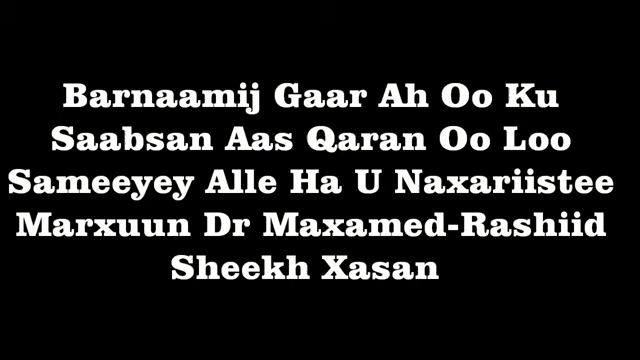 Barnaamij Gaar Ah Oo Ku
Saabsan Aas Qaran Oo Loo
Sameeyey Alle Ha U Naxariistee
Marxuun Dr Maxamed-Rashiid
Sheekh Xasan